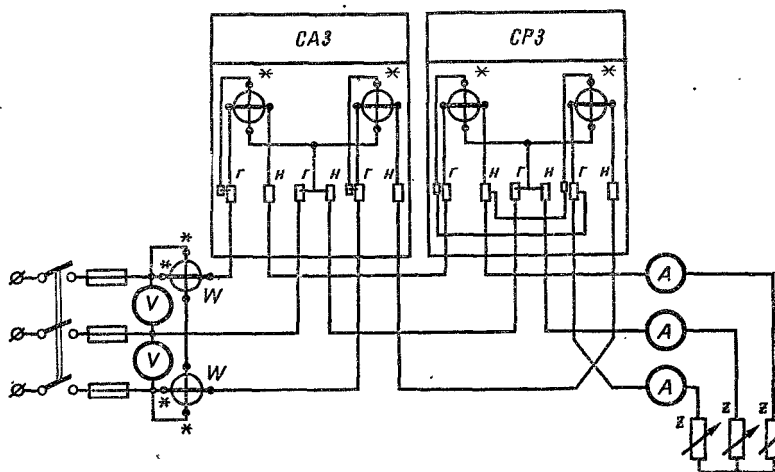 САЗ СРЗ
* * * *
Г Н Г Н Г Н Г Н Г Н Г Н
* * W A
V
A
V
* W A
* z z z